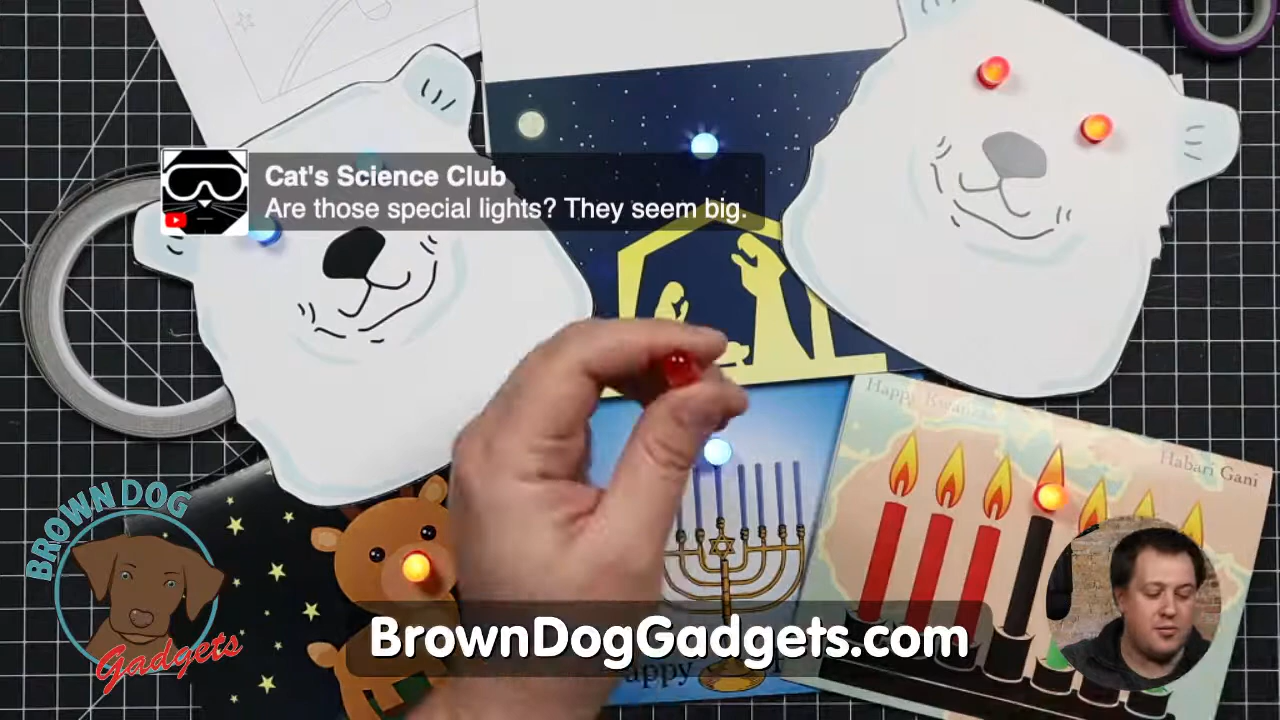 Cat's Science Club
Are those special lights? They seem big.
Happy Kwanzaa
Habari Gani
BROWN DOG
Gadgets
BrownDogGadgets.com
appy